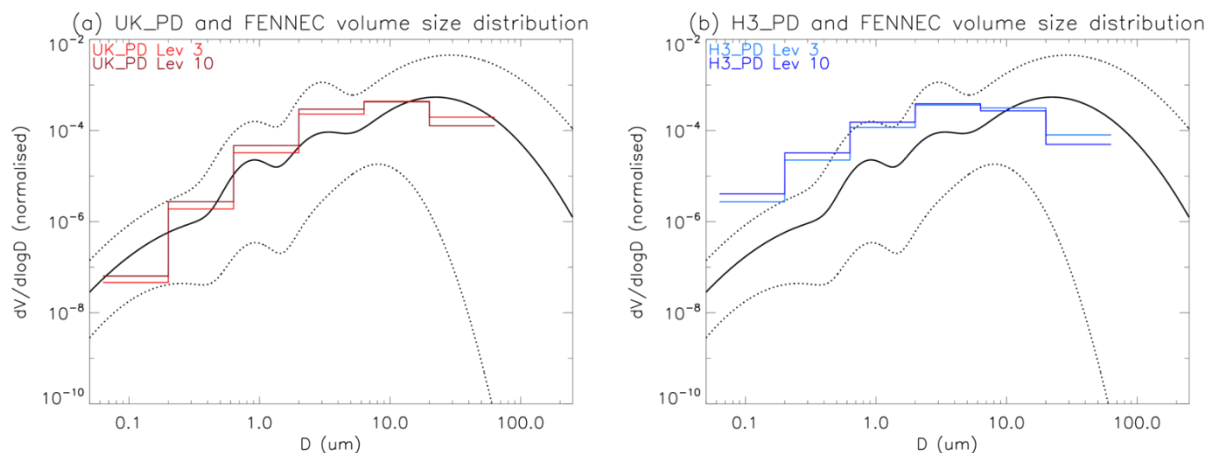 (a) UK_PD and FENNEC volume size distribution
UK_PD Lev 3
UK_PD Lev 10
dV/dlogD (normalised)
10⁻²
10⁻⁴
10⁻⁶
10⁻⁸
10⁻¹⁰
0.1 1.0 10.0 100.0
D (um)
(b) H3_PD and FENNEC volume size distribution
H3_PD Lev 3
H3_PD Lev 10
dV/dlogD (normalised)
10⁻²
10⁻⁴
10⁻⁶
10⁻⁸
10⁻¹⁰
0.1 1.0 10.0 100.0
D (um)